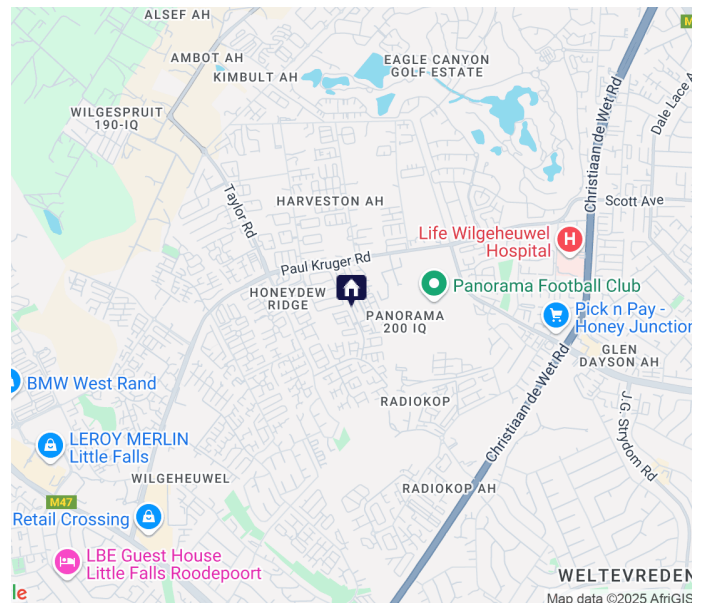 ALSEF AH
M
AMBOT AH
EAGLE CANYON
GOLF ESTATE
KIMBULT AH
Christiaan de Wet Rd
Dale Lace A
WILGESPRUIT
190-IQ
Taylor Rd
HARVESTON AH
Scott Ave
Life Wilgeheuwel
Hospital
Paul Kruger Rd
H
HONEYDEW
RIDGE
Panorama Football Club
PANORAMA
200 IQ
Pick n Pay -
Honey Junction
GLEN
DAYSON AH
BMW West Rand
RADIOKOP
Christiaan de Wet Rd
J.G. Strydom Rd
LEROY MERLIN
Little Falls
WILGEHEUWEL
RADIOKOP AH
M47
Retail Crossing
LBE Guest House
Little Falls Roodepoort
WELTEVREDEN
le
Map data ©2025 AfriGIS